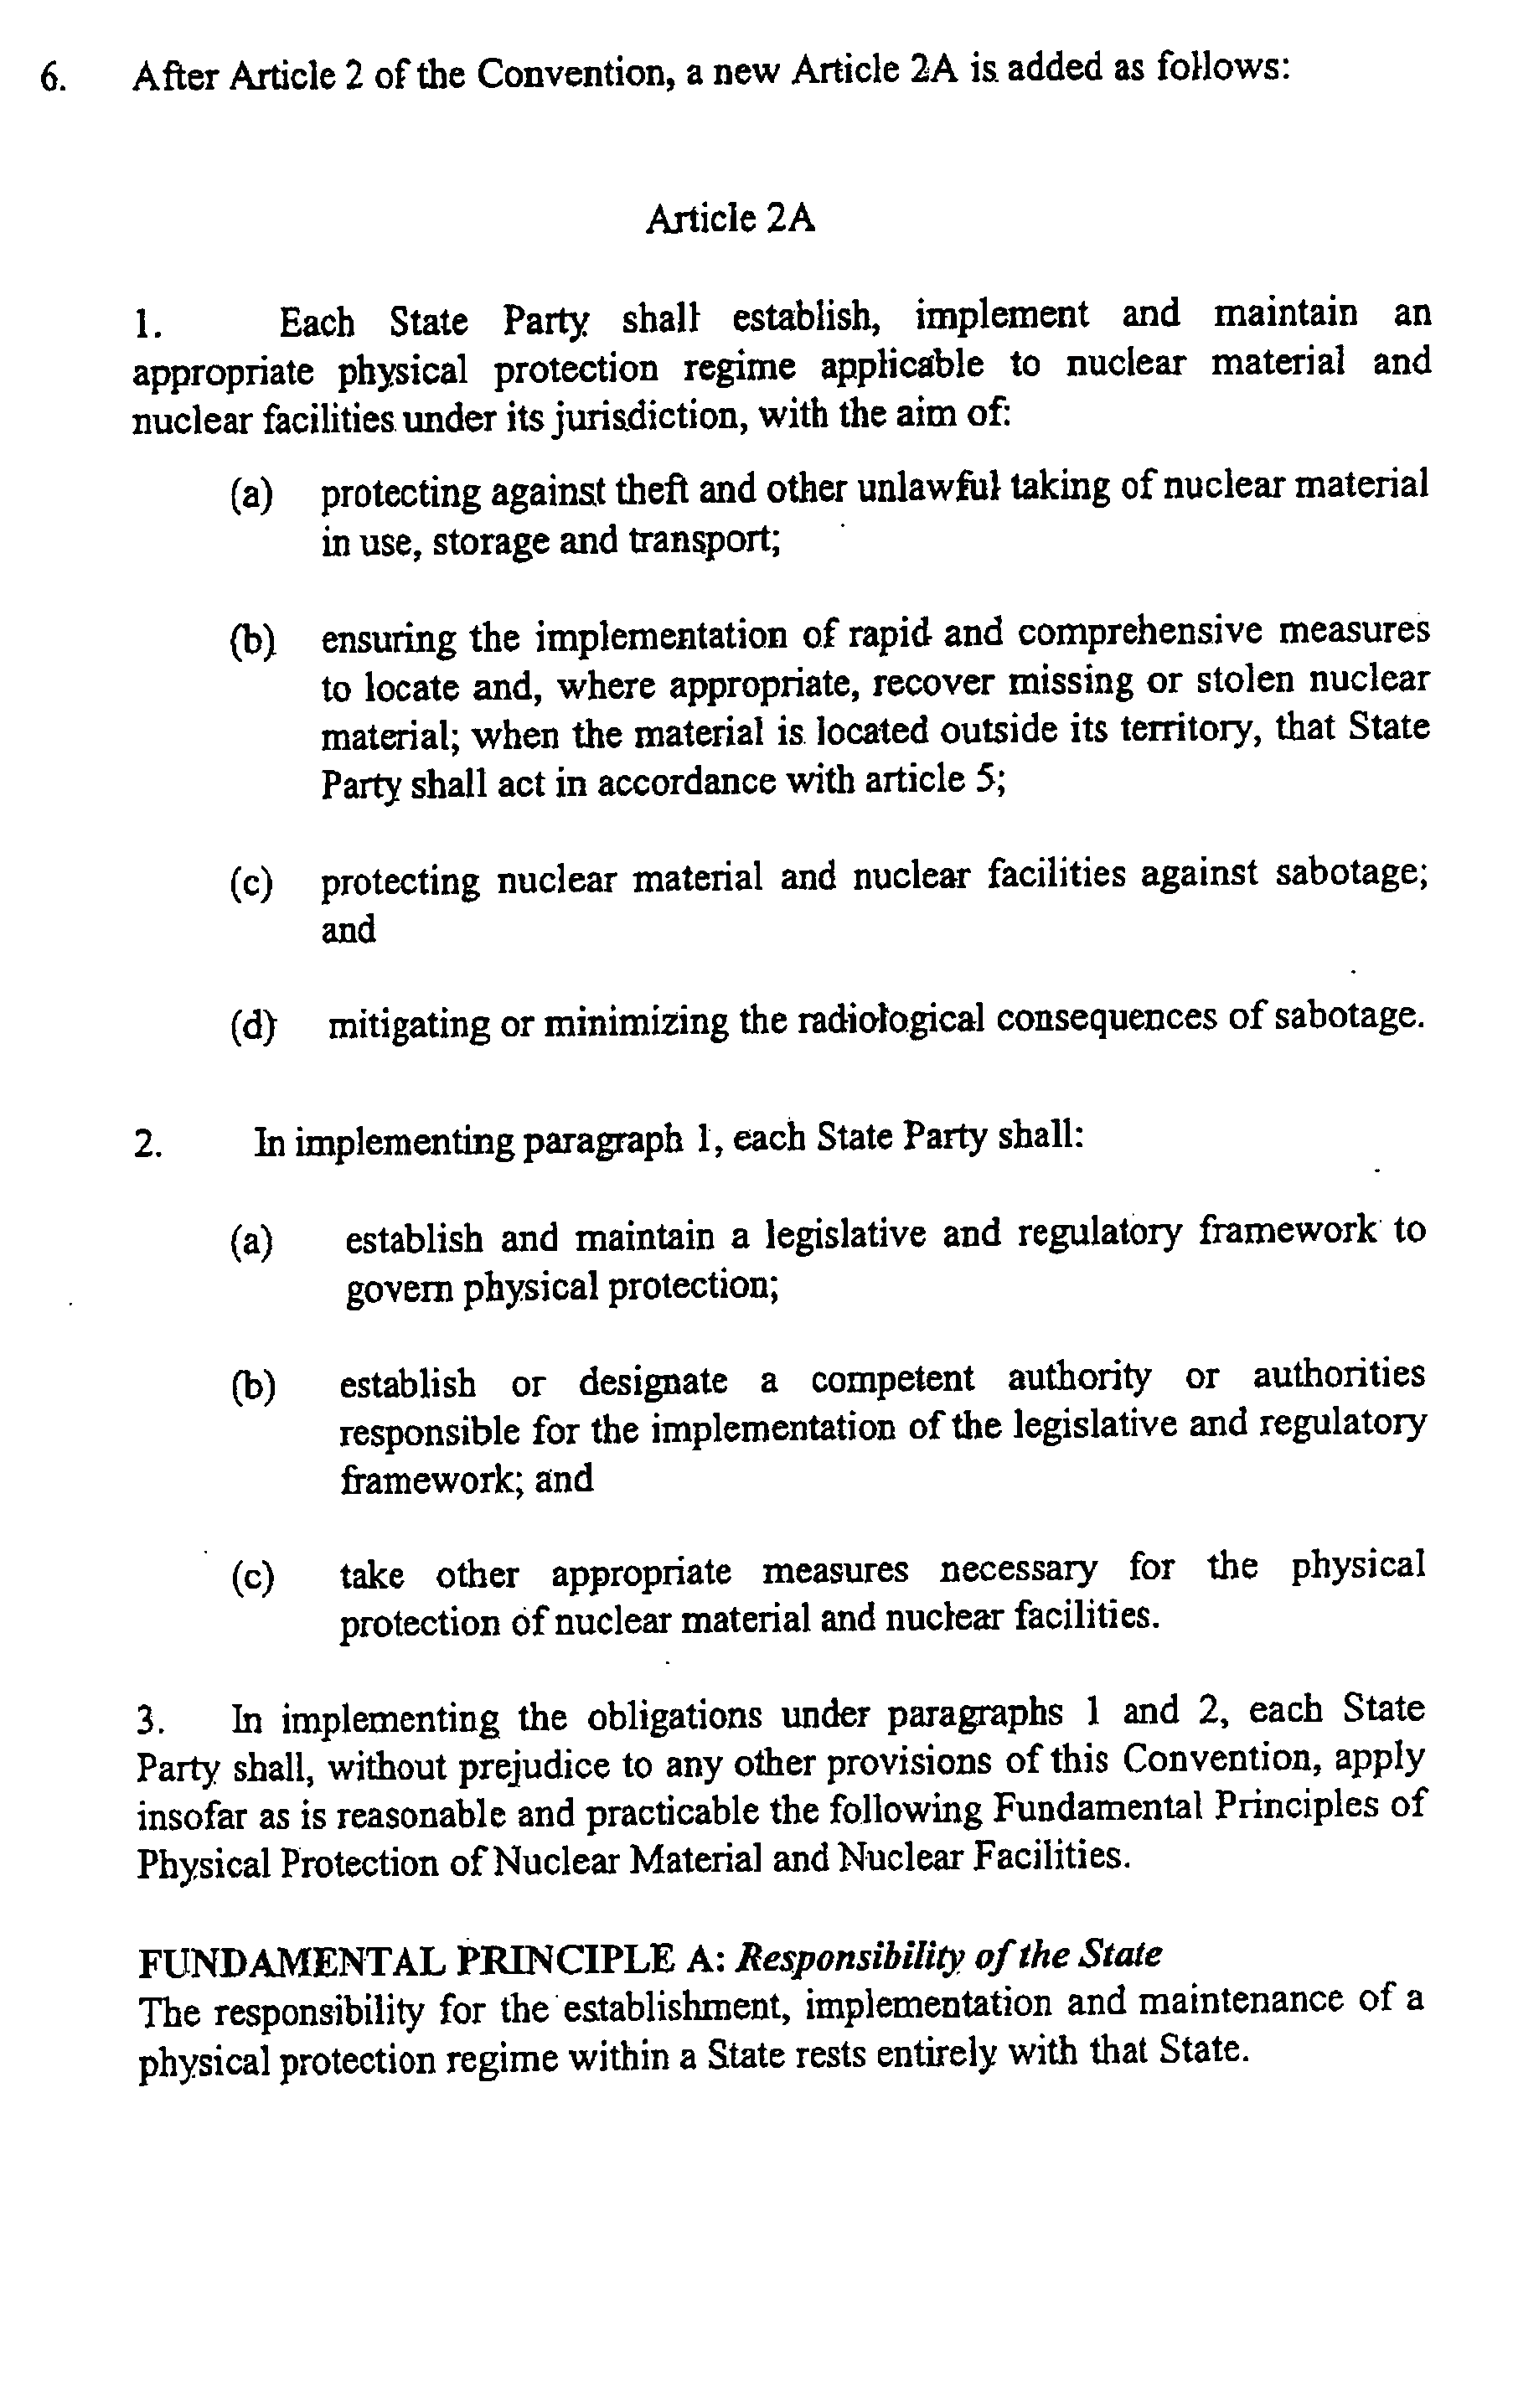 6. After Article 2 of the Convention, a new Article 2A is added as follows:
Article 2A
1. Each State Party shall establish, implement and maintain an
appropriate physical protection regime applicable to nuclear material and
nuclear facilities under its jurisdiction, with the aim of:
(a) protecting against theft and other unlawful taking of nuclear material
in use, storage and transport;
(b) ensuring the implementation of rapid and comprehensive measures
to locate and, where appropriate, recover missing or stolen nuclear
material; when the material is located outside its territory, that State
Party shall act in accordance with article 5;
(c) protecting nuclear material and nuclear facilities against sabotage;
and
(d) mitigating or minimizing the radiological consequences of sabotage.
2. In implementing paragraph 1, each State Party shall:
(a) establish and maintain a legislative and regulatory framework to
govern physical protection;
(b) establish or designate a competent authority or authorities
responsible for the implementation of the legislative and regulatory
framework; and
(c) take other appropriate measures necessary for the physical
protection of nuclear material and nuclear facilities.
3. In implementing the obligations under paragraphs 1 and 2, each State
Party shall, without prejudice to any other provisions of this Convention, apply
insofar as is reasonable and practicable the following Fundamental Principles of
Physical Protection of Nuclear Material and Nuclear Facilities.
FUNDAMENTAL PRINCIPLE A: Responsibility of the State
The responsibility for the establishment, implementation and maintenance of a
physical protection regime within a State rests entirely with that State.